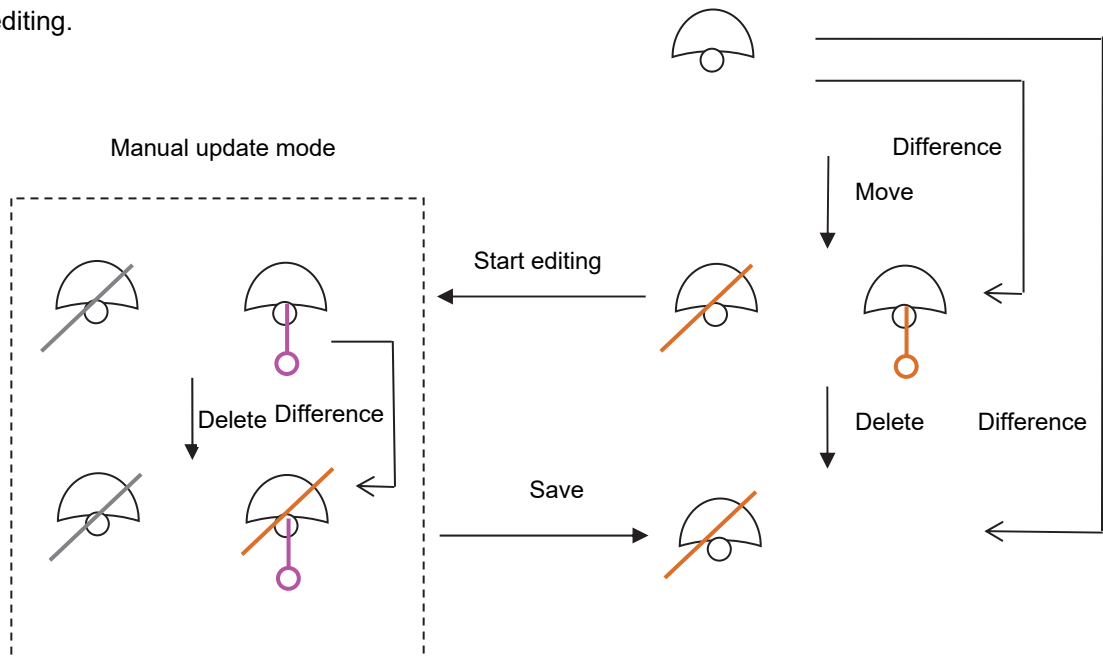 editing.
Manual update mode
Difference
Move
Start editing
Delete Difference
Delete
Difference
Save